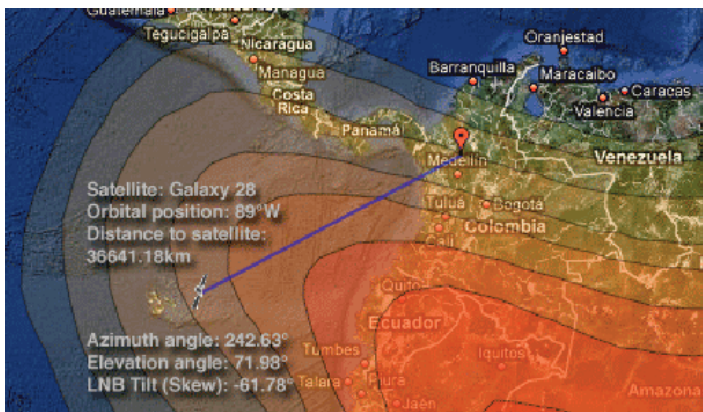 Guatemala
Tegucigalpa
Nicaragua
Managua
Costa
Rica
Panamá
Oranjestad
Barranquilla
Maracaibo
Caracas
Valencia
Venezuela
Medellín
Satellite: Galaxy 28
Orbital position: 89°W
Distance to satellite:
36641.18km
Tuluá
Bogotá
Cali
Colombia
Quito
Ecuador
Azimuth angle: 242.63°
Elevation angle: 71.98°
LNB Tilt (Skew): -61.78°
Tumbes
Talara
Piura
Jaén
Iquitos
Amazonas